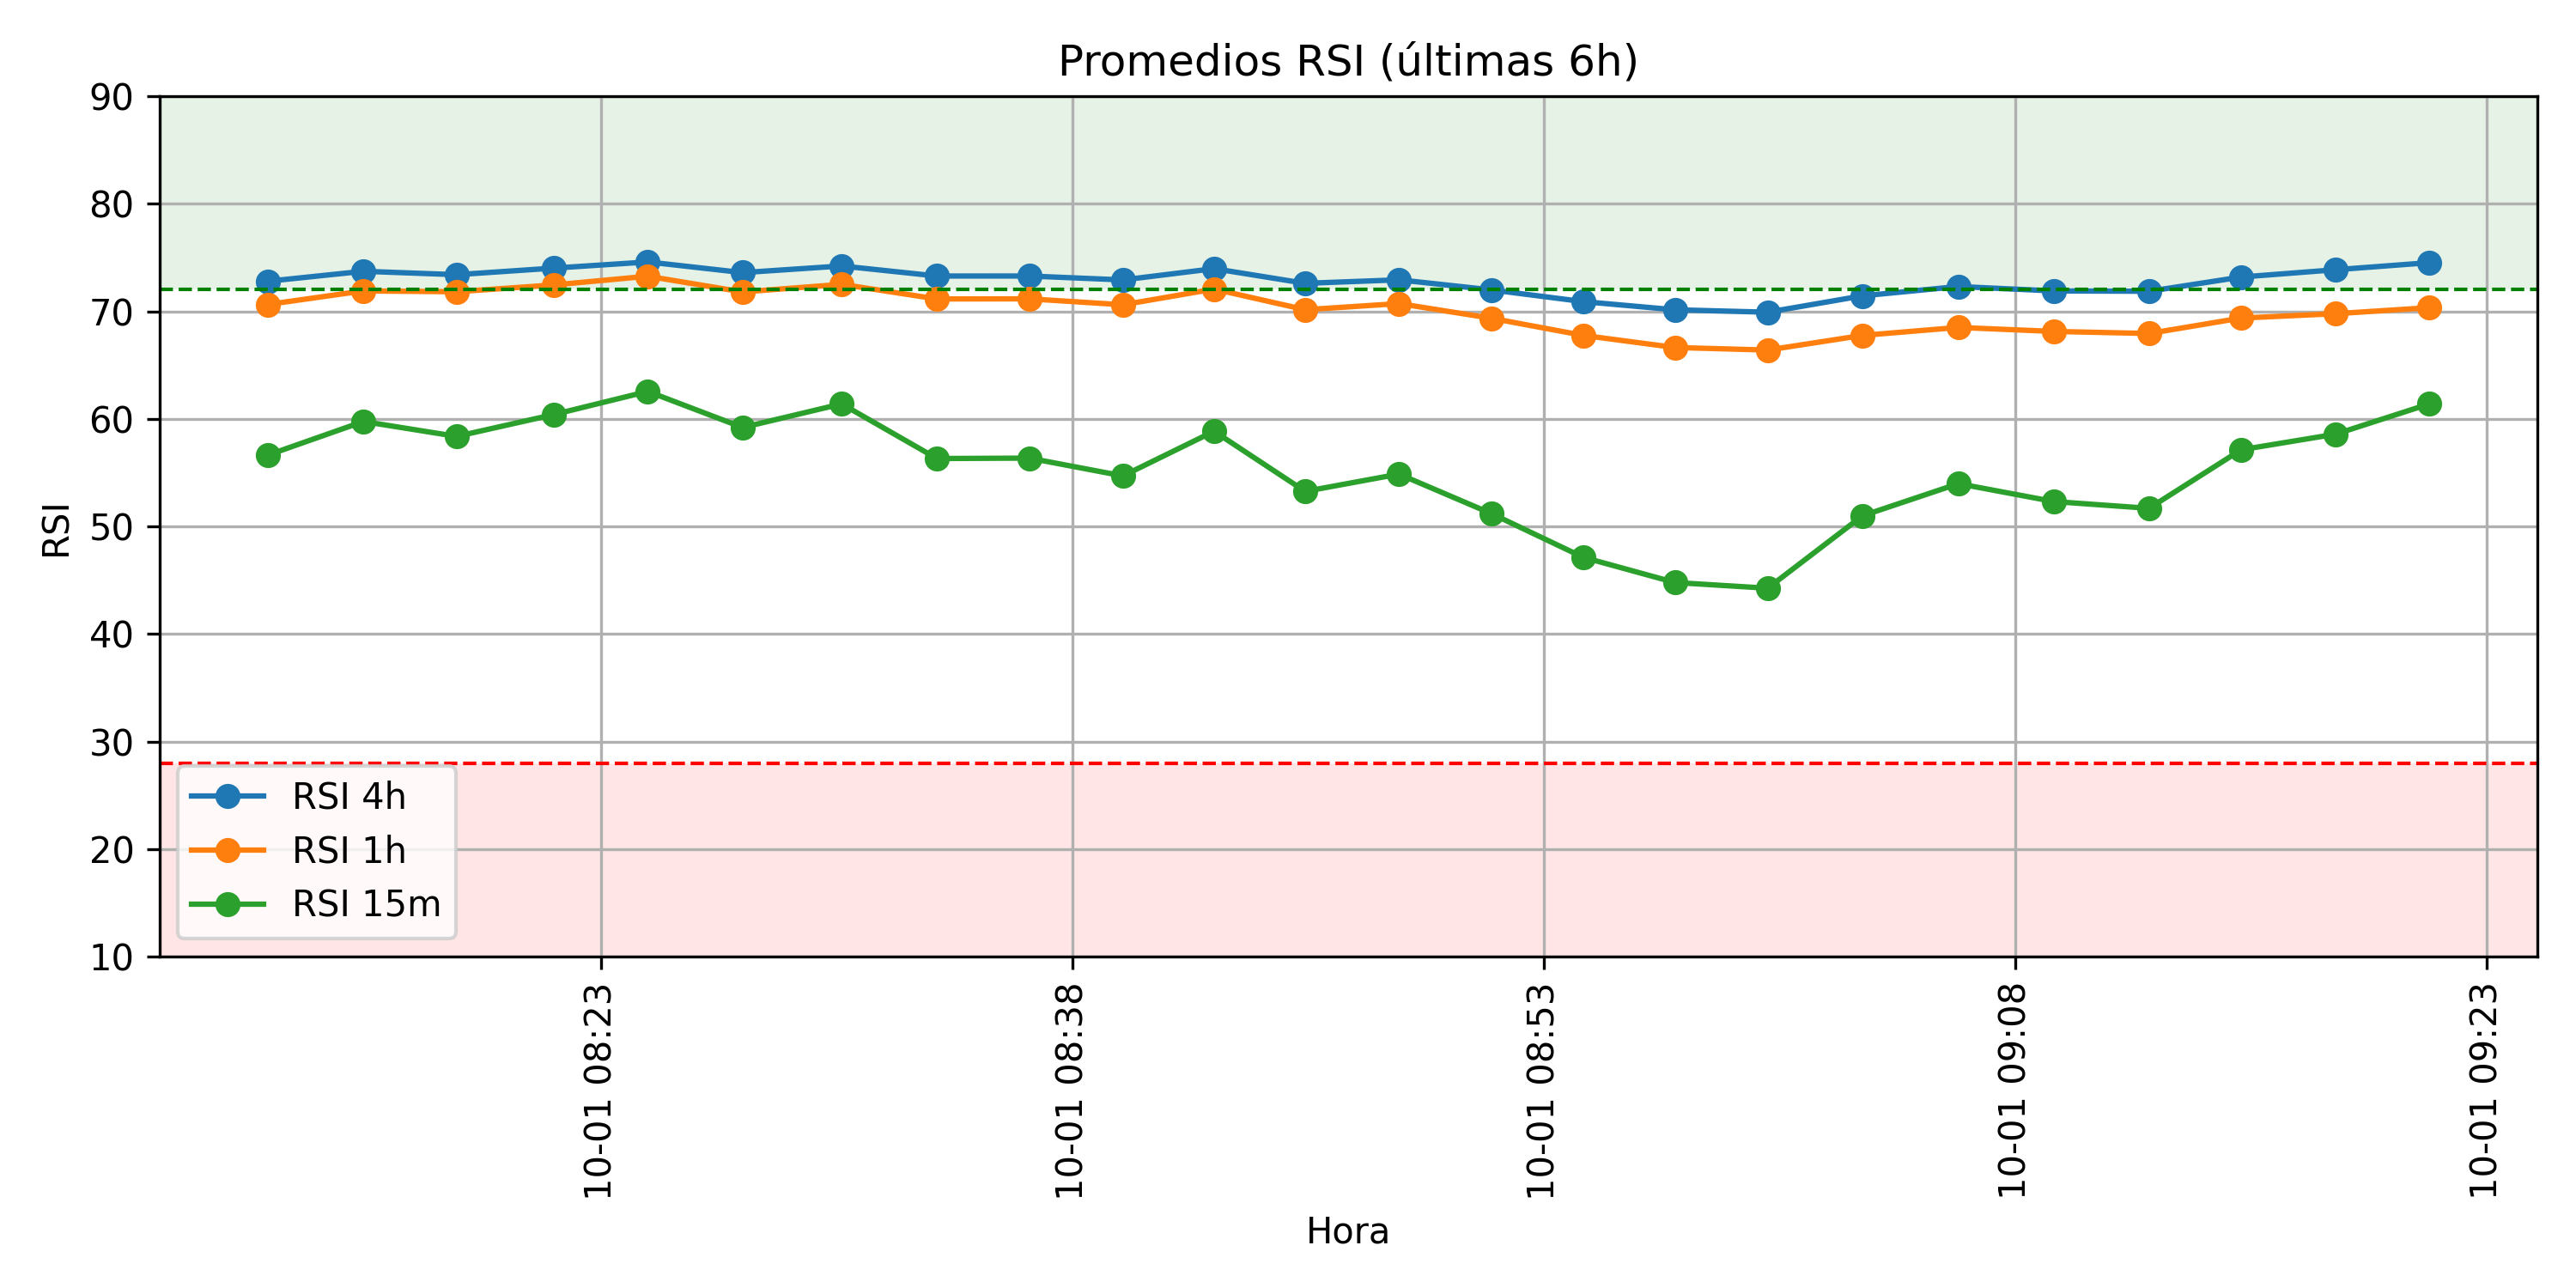 Promedios RSI (últimas 6h)
90
80
70
60
50
40
30
20
10
RSI
RSI 4h
RSI 1h
RSI 15m
10-01 08:23
10-01 08:38
10-01 08:53
10-01 09:08
10-01 09:23
Hora